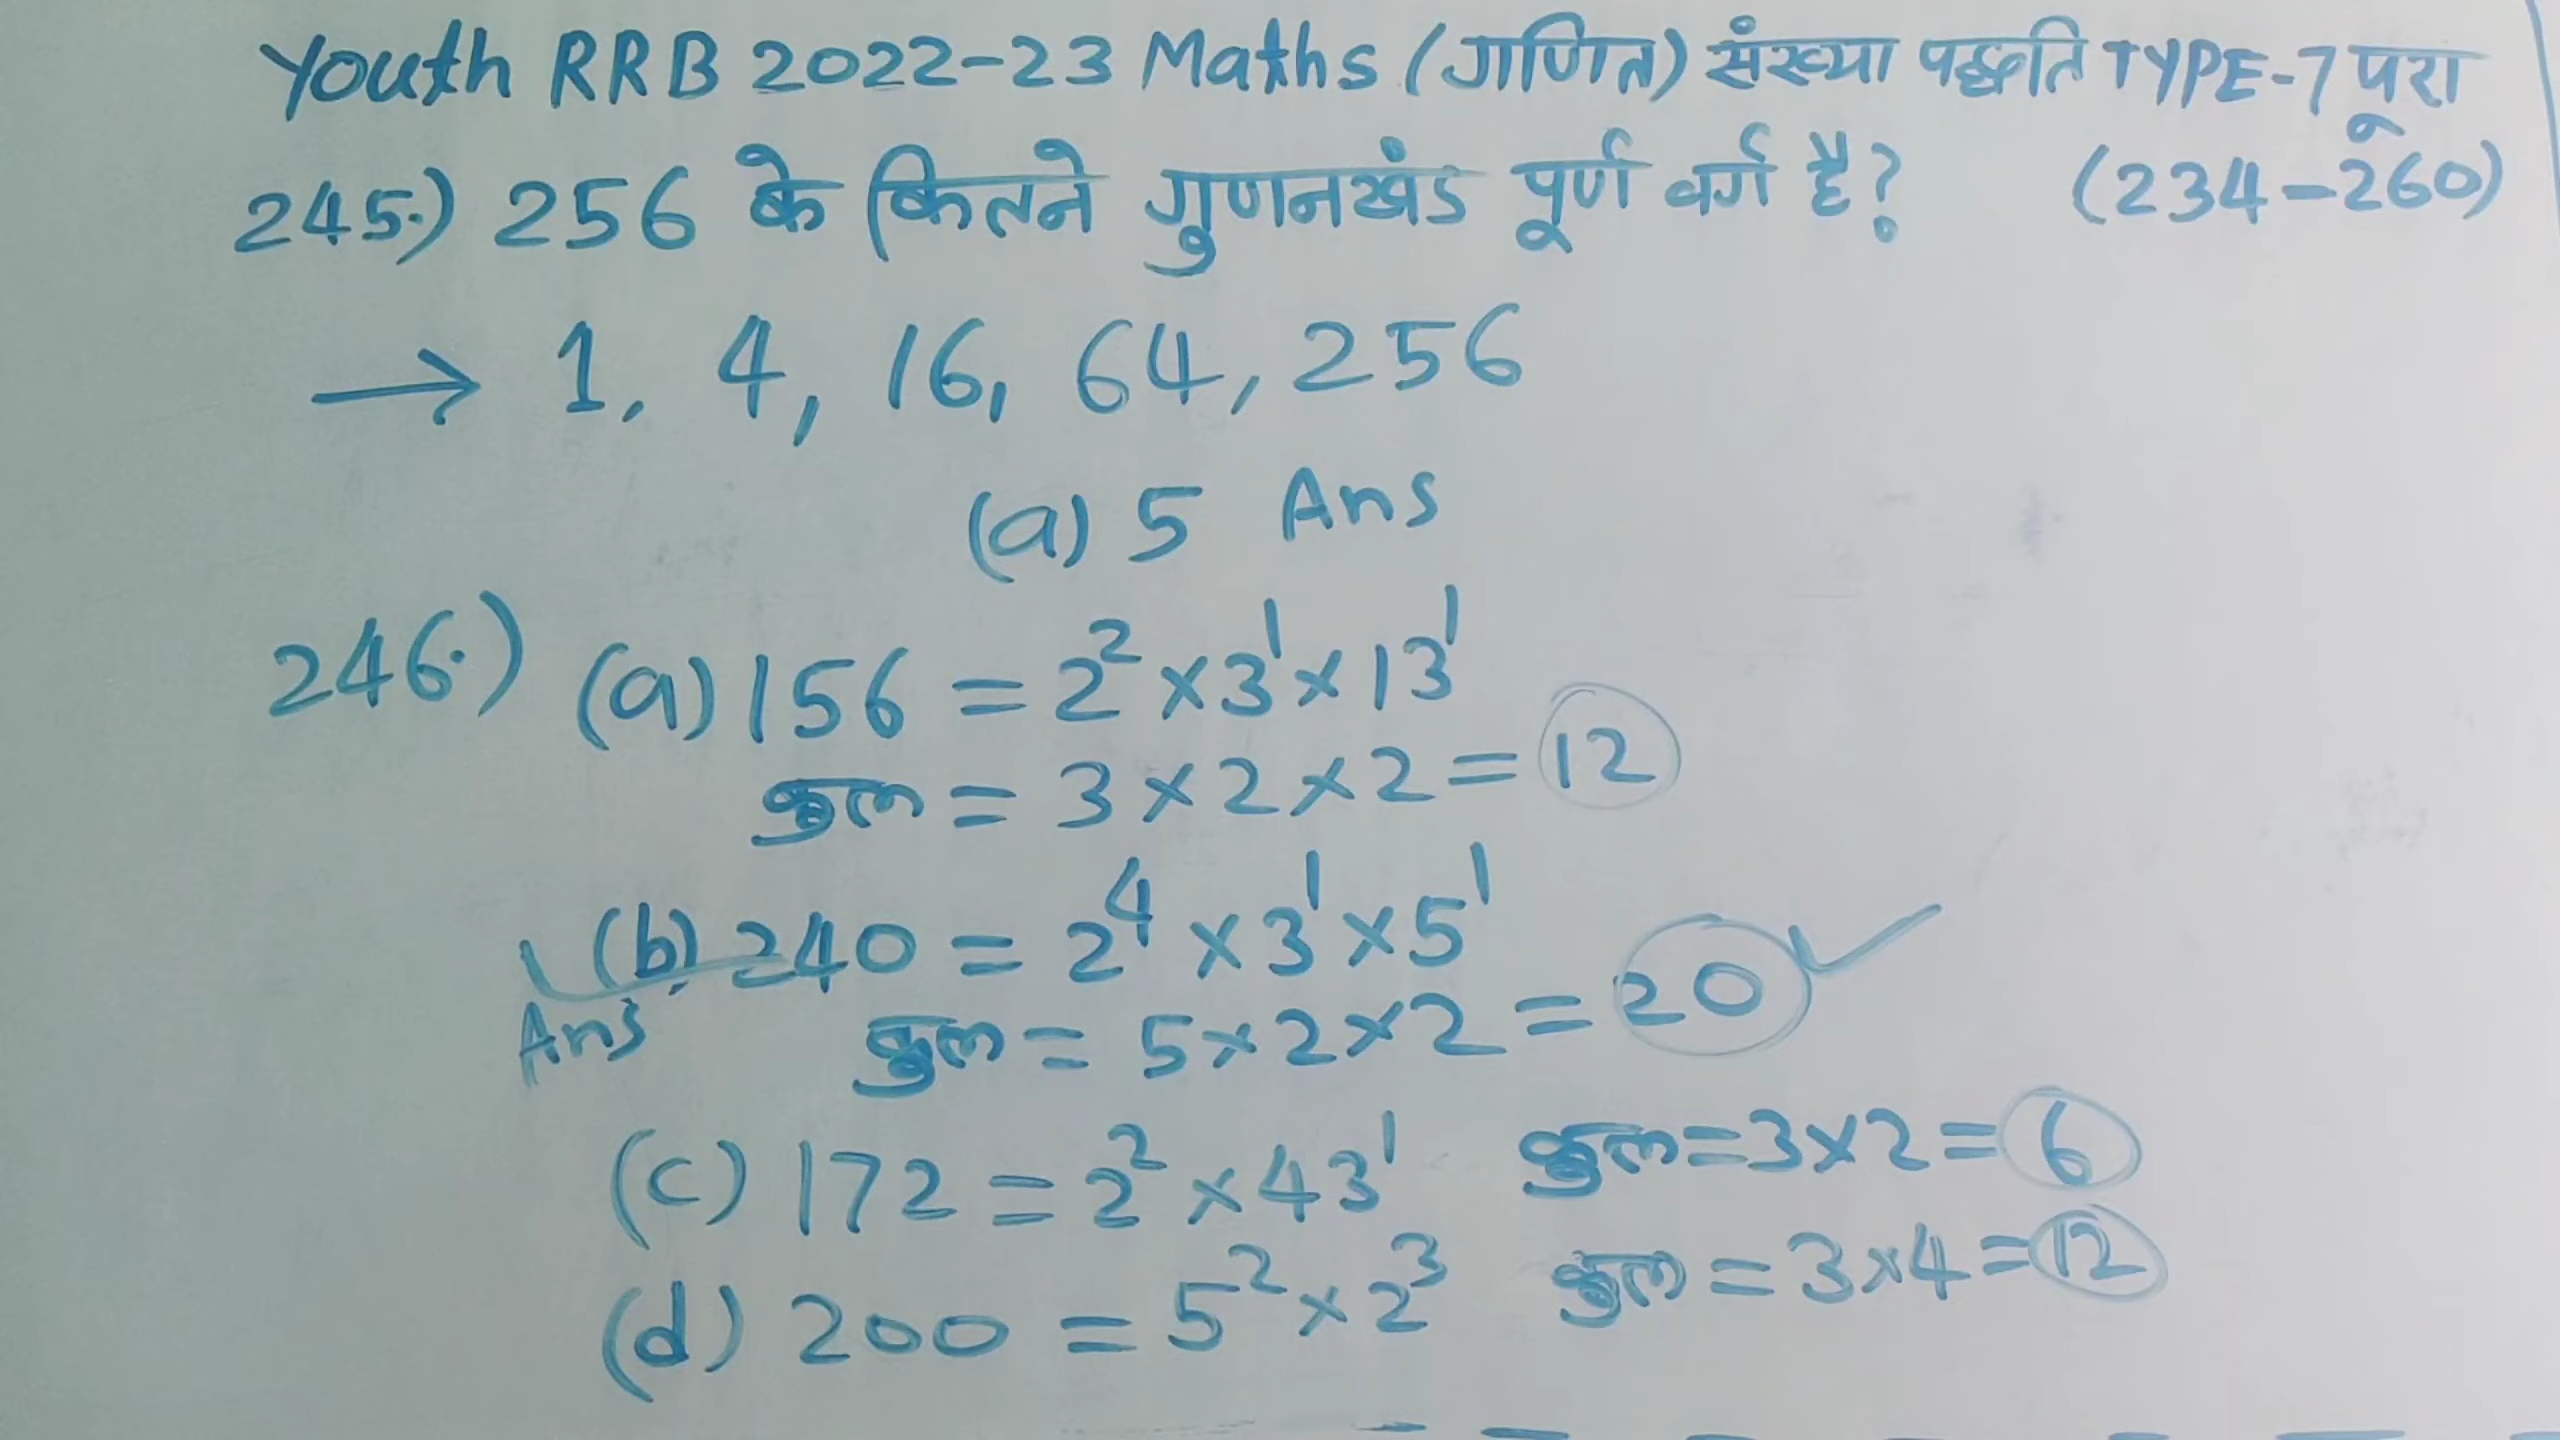 Youth RRB 2022-23 Maths (गणित) संख्या पद्धति TYPE-7 पूरा
245.) 256 के कितने गुणनखंड पूर्ण वर्ग है? (234-260)
→ 1, 4, 16, 64, 256
(a) 5 Ans
246.) (a) 156 = 2² × 3¹ × 13¹
कुल = 3 × 2 × 2 = 12
(b) 240 = 2⁴ × 3¹ × 5¹
Ans कुल = 5 × 2 × 2 = 20 ✓
(c) 172 = 2² × 43¹ कुल = 3 × 2 = 6
(d) 200 = 5² × 2³ कुल = 3 × 4 = 12